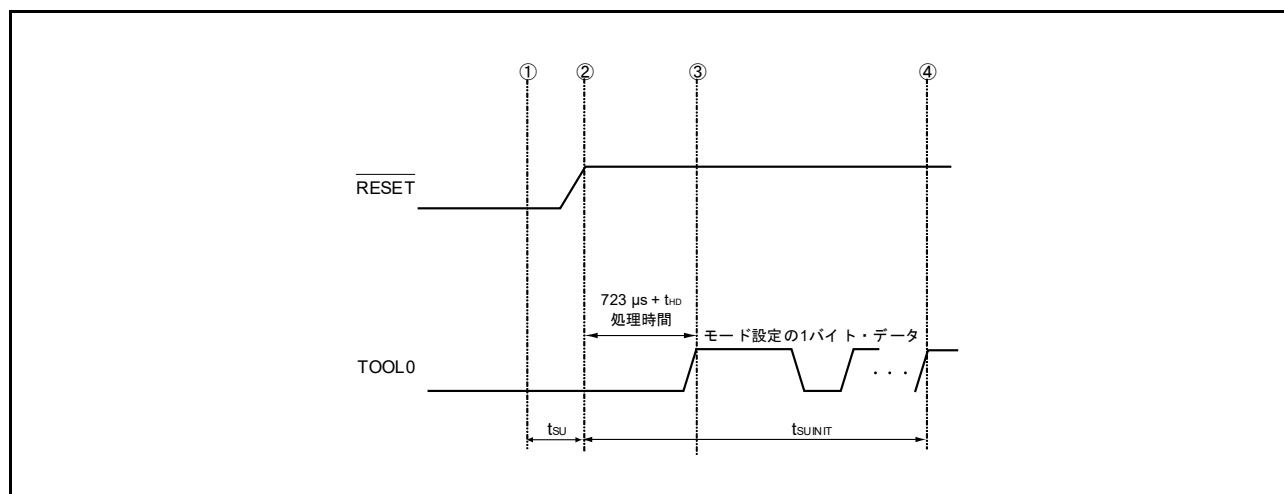 ① ② ③ ④
RESET
723 µs + tHD
処理時間
モード設定の1バイト・データ
TOOL0
· · ·
tSU
tSUINIT